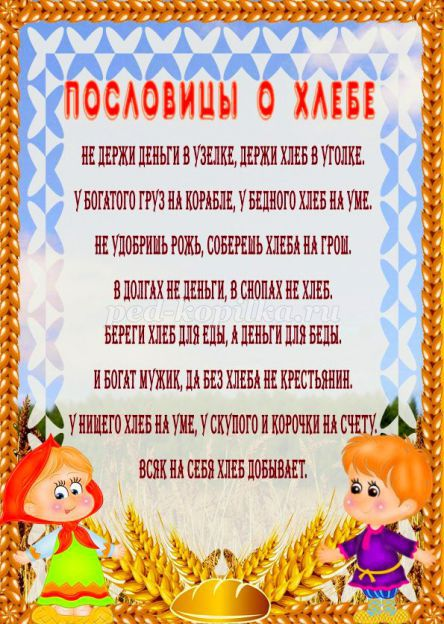 ПОСЛОВИЦЫ О ХЛЕБЕ
НЕ ДЕРЖИ ДЕНЬГИ В УЗЕЛКЕ, ДЕРЖИ ХЛЕБ В УГОЛКЕ.
У БОГАТОГО ГРУЗ НА КОРАБЛЕ, У БЕДНОГО ХЛЕБ НА УМЕ.
НЕ УДОБРИШЬ РОЖЬ, СОБЕРЕШЬ ХЛЕБА НА ГРОШ.
В ДОЛГАХ НЕ ДЕНЬГИ, В СНОПАХ НЕ ХЛЕБ.
ped-kopilka.ru
БЕРЕГИ ХЛЕБ ДЛЯ ЕДЫ, А ДЕНЬГИ ДЛЯ БЕДЫ.
И БОГАТ МУЖИК, ДА БЕЗ ХЛЕБА НЕ КРЕСТЬЯНИН.
У НИЩЕГО ХЛЕБ НА УМЕ, У СКУПОГО И КОРОЧКИ НА СЧЕТУ.
ВСЯК НА СЕБЯ ХЛЕБ ДОБЫВАЕТ.